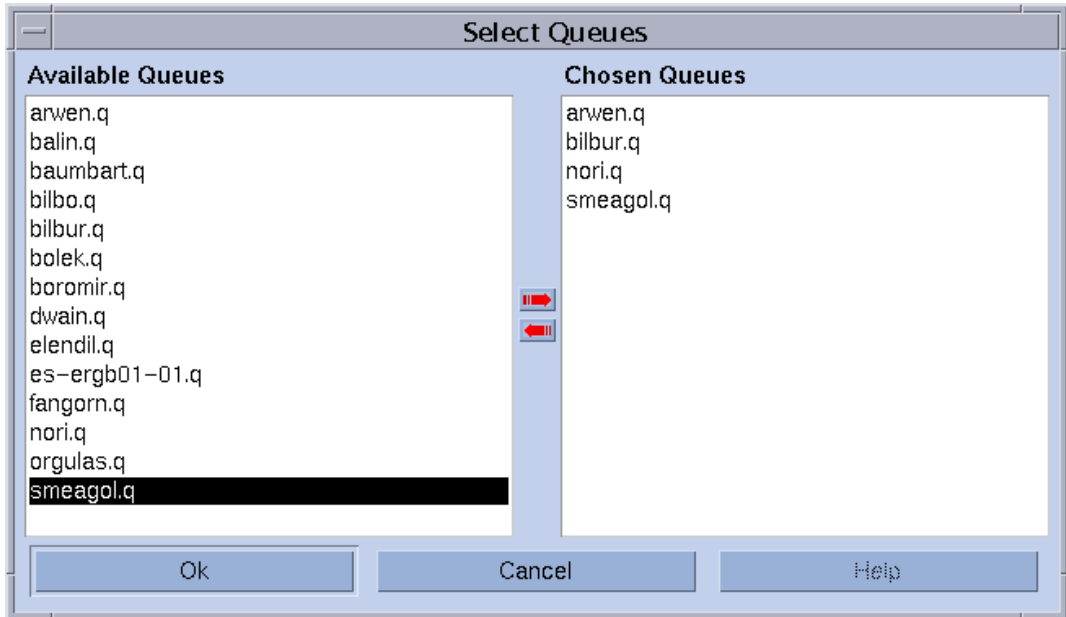 Select Queues
Available Queues
Chosen Queues
arwen.q
balin.q
baumbart.q
bilbo.q
bilbur.q
bolek.q
boromir.q
dwain.q
elendil.q
es-ergb01-01.q
fangorn.q
nori.q
orgulas.q
smeagol.q
arwen.q
bilbur.q
nori.q
smeagol.q
Ok
Cancel
Help